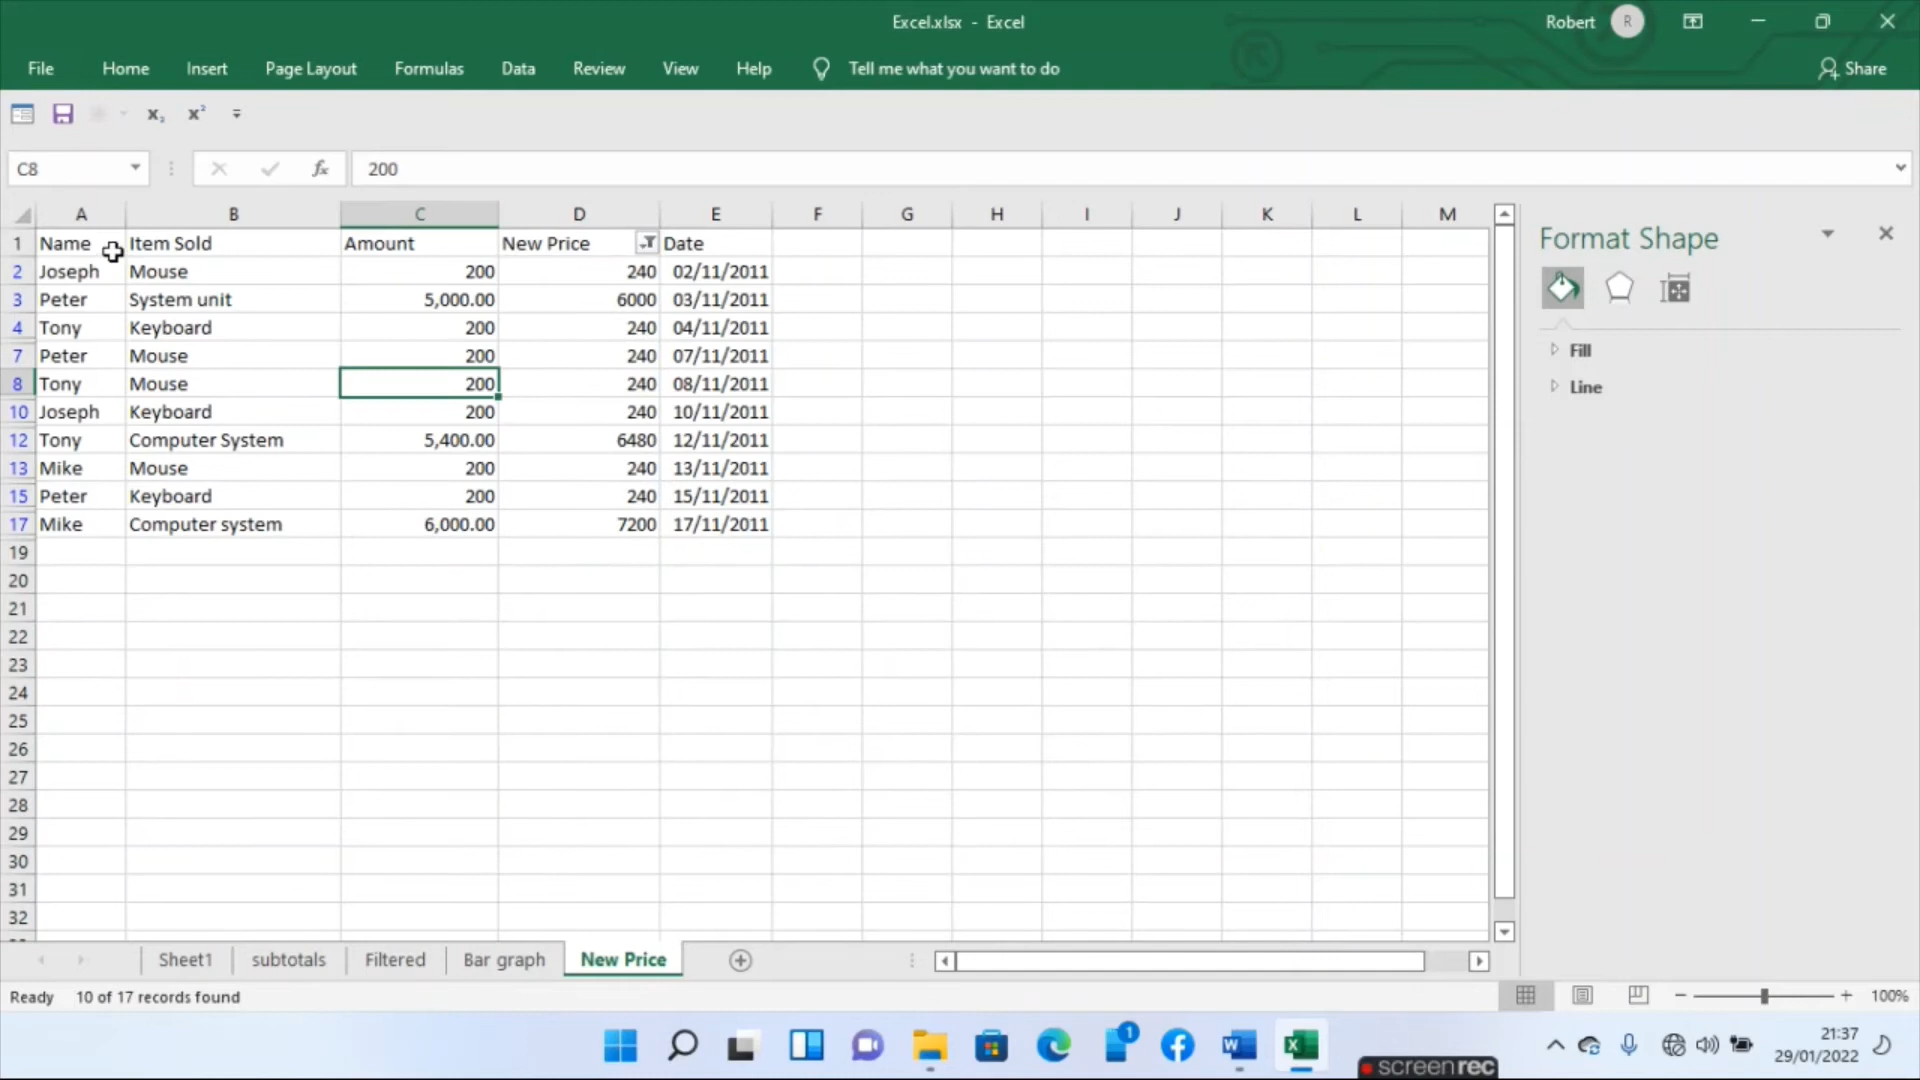 Excel.xlsx - Excel
Robert R
File Home Insert Page Layout Formulas Data Review View Help Tell me what you want to do Share
x₂ x²
C8 fx 200
A B C D E F G H I J K L M
1 Name Item Sold Amount New Price Date
2 Joseph Mouse 200 240 02/11/2011
3 Peter System unit 5,000.00 6000 03/11/2011
4 Tony Keyboard 200 240 04/11/2011
7 Peter Mouse 200 240 07/11/2011
8 Tony Mouse 200 240 08/11/2011
10 Joseph Keyboard 200 240 10/11/2011
12 Tony Computer System 5,400.00 6480 12/11/2011
13 Mike Mouse 200 240 13/11/2011
15 Peter Keyboard 200 240 15/11/2011
17 Mike Computer system 6,000.00 7200 17/11/2011
19
20
21
22
23
24
25
26
27
28
29
30
31
32
Format Shape
Fill
Line
Sheet1 subtotals Filtered Bar graph New Price
Ready 10 of 17 records found 100%
1
W
X
screenrec
21:37
29/01/2022